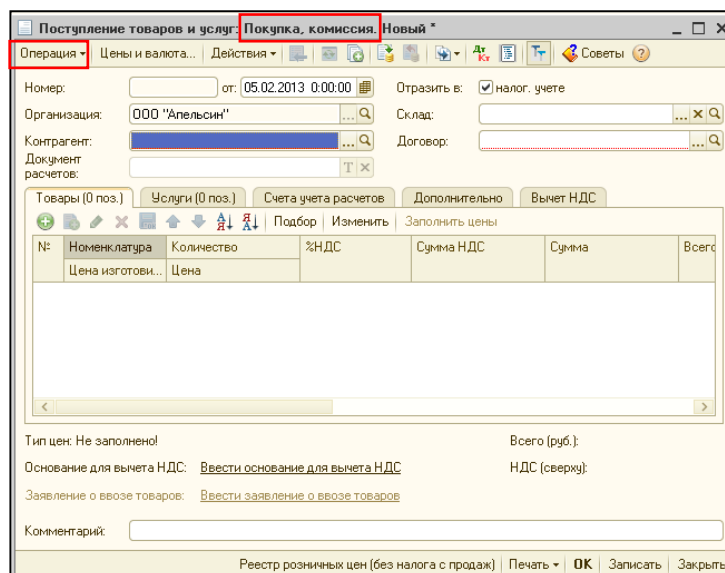 Поступление товаров и услуг: Покупка, комиссия. Новый *
Операция Цены и валота... Действия Дт Кт Тт Советы ?
Номер: от: 05.02.2013 0:00:00 Отразить в: налог. учете
Организация: ООО "Апельсин" ... Склад: ... ×
Контрагент: ... Договор: ...
Документ
расчетов: T ×
Товары (0 поз.) Услуги (0 поз.) Счета учета расчетов Дополнительно Вычет НДС
Подбор Изменить Заполнить цены
№ Номенклатура Количество %НДС Сумма НДС Сумма Всего
Цена изготови... Цена
Тип цен: Не заполнено! Всего (руб.):
Основание для вычета НДС: Ввести основание для вычета НДС НДС (сверху):
Заявление о ввозе товаров: Ввести заявление о ввозе товаров
Комментарий:
Реестр розничных цен (без налога с продаж) Печать OK Записать Закрыть